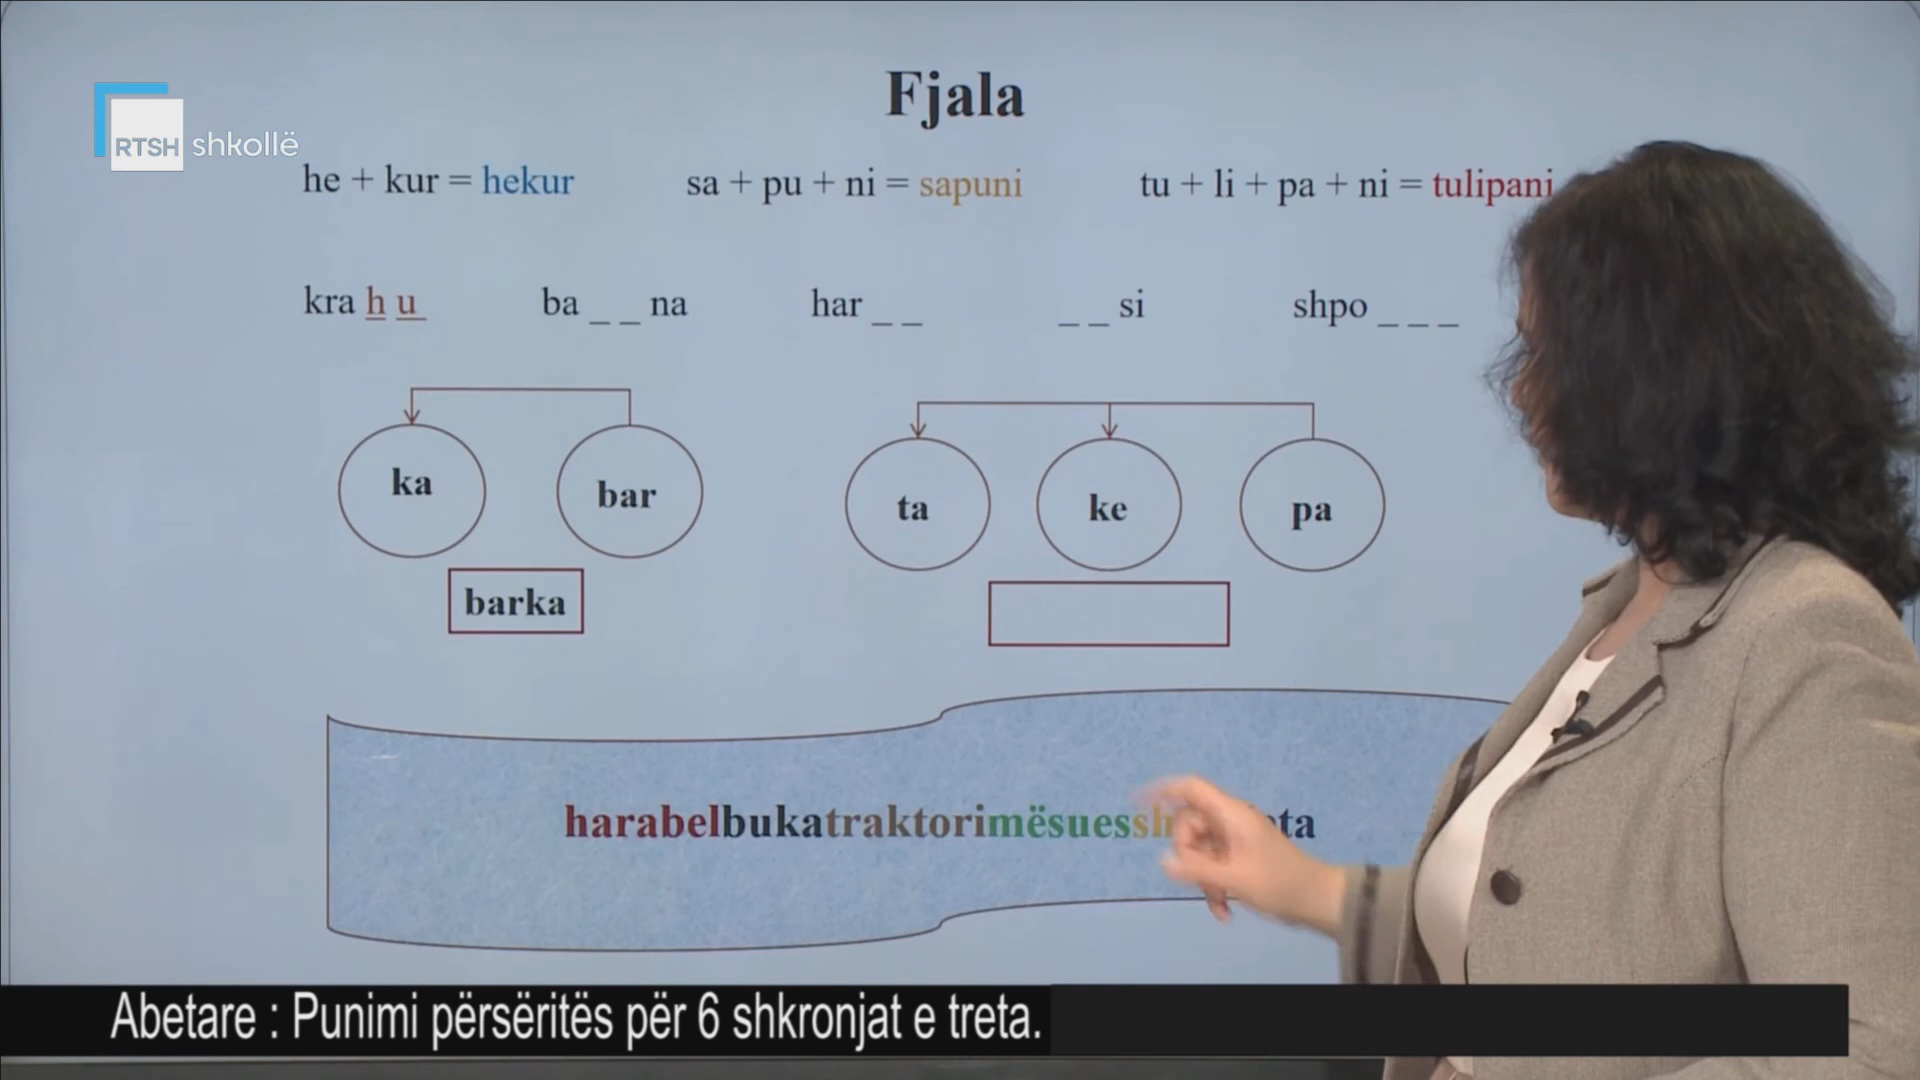 Fjala
RTSH shkollë
he + kur = hekur sa + pu + ni = sapuni tu + li + pa + ni = tulipani
kra h u ba _ _ na har _ _ _ _ si shpo _ _ _
ka bar ta ke pa
barka
harabelbukatraktorimësues
Abetare : Punimi përsëritës për 6 shkronjat e treta.